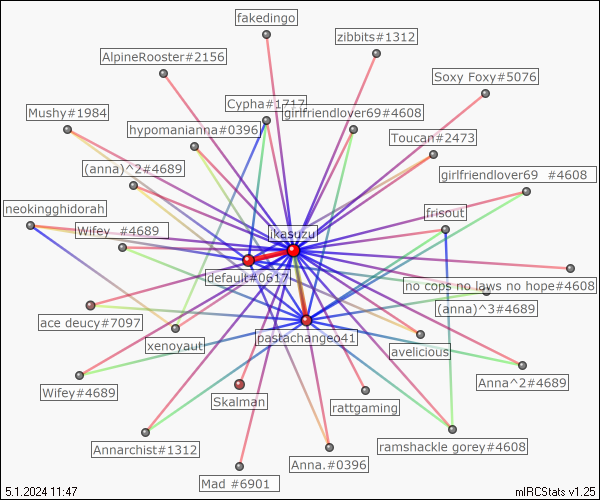 fakedingo
zibbits#1312
AlpineRooster#2156
Soxy Foxy#5076
Cypha#1717
Mushy#1984
girlfriendlover69#4608
hypomanianna#0396
Toucan#2473
(anna)^2#4689
girlfriendlover69 #4608
neokingghidorah
frisout
Wifey #4689
ikasuzu
default#0617
no cops no laws no hope#4608
(anna)^3#4689
ace deucy#7097
pastachangeo41
xenoyaut
avelicious
Wifey#4689
Anna^2#4689
Skalman
rattgaming
Annarchist#1312
ramshackle gorey#4608
Anna.#0396
Mad #6901
5.1.2024 11:47
mIRCStats v1.25